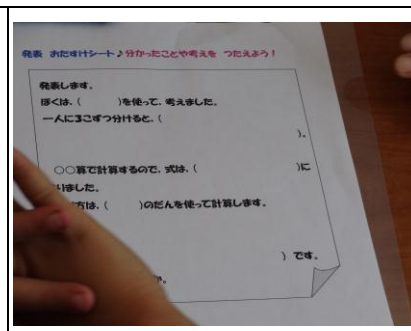 発表 おたすけシート♪分かったことや考えを つたえよう！
発表します。
ぼくは、（　　　）を使って、考えました。
一人に3こずつ分けると、（
）。
○○算で計算するので、式は、（　　　　　　）に
りました。
方は、（　　　）のだんを使って計算します。
）です。